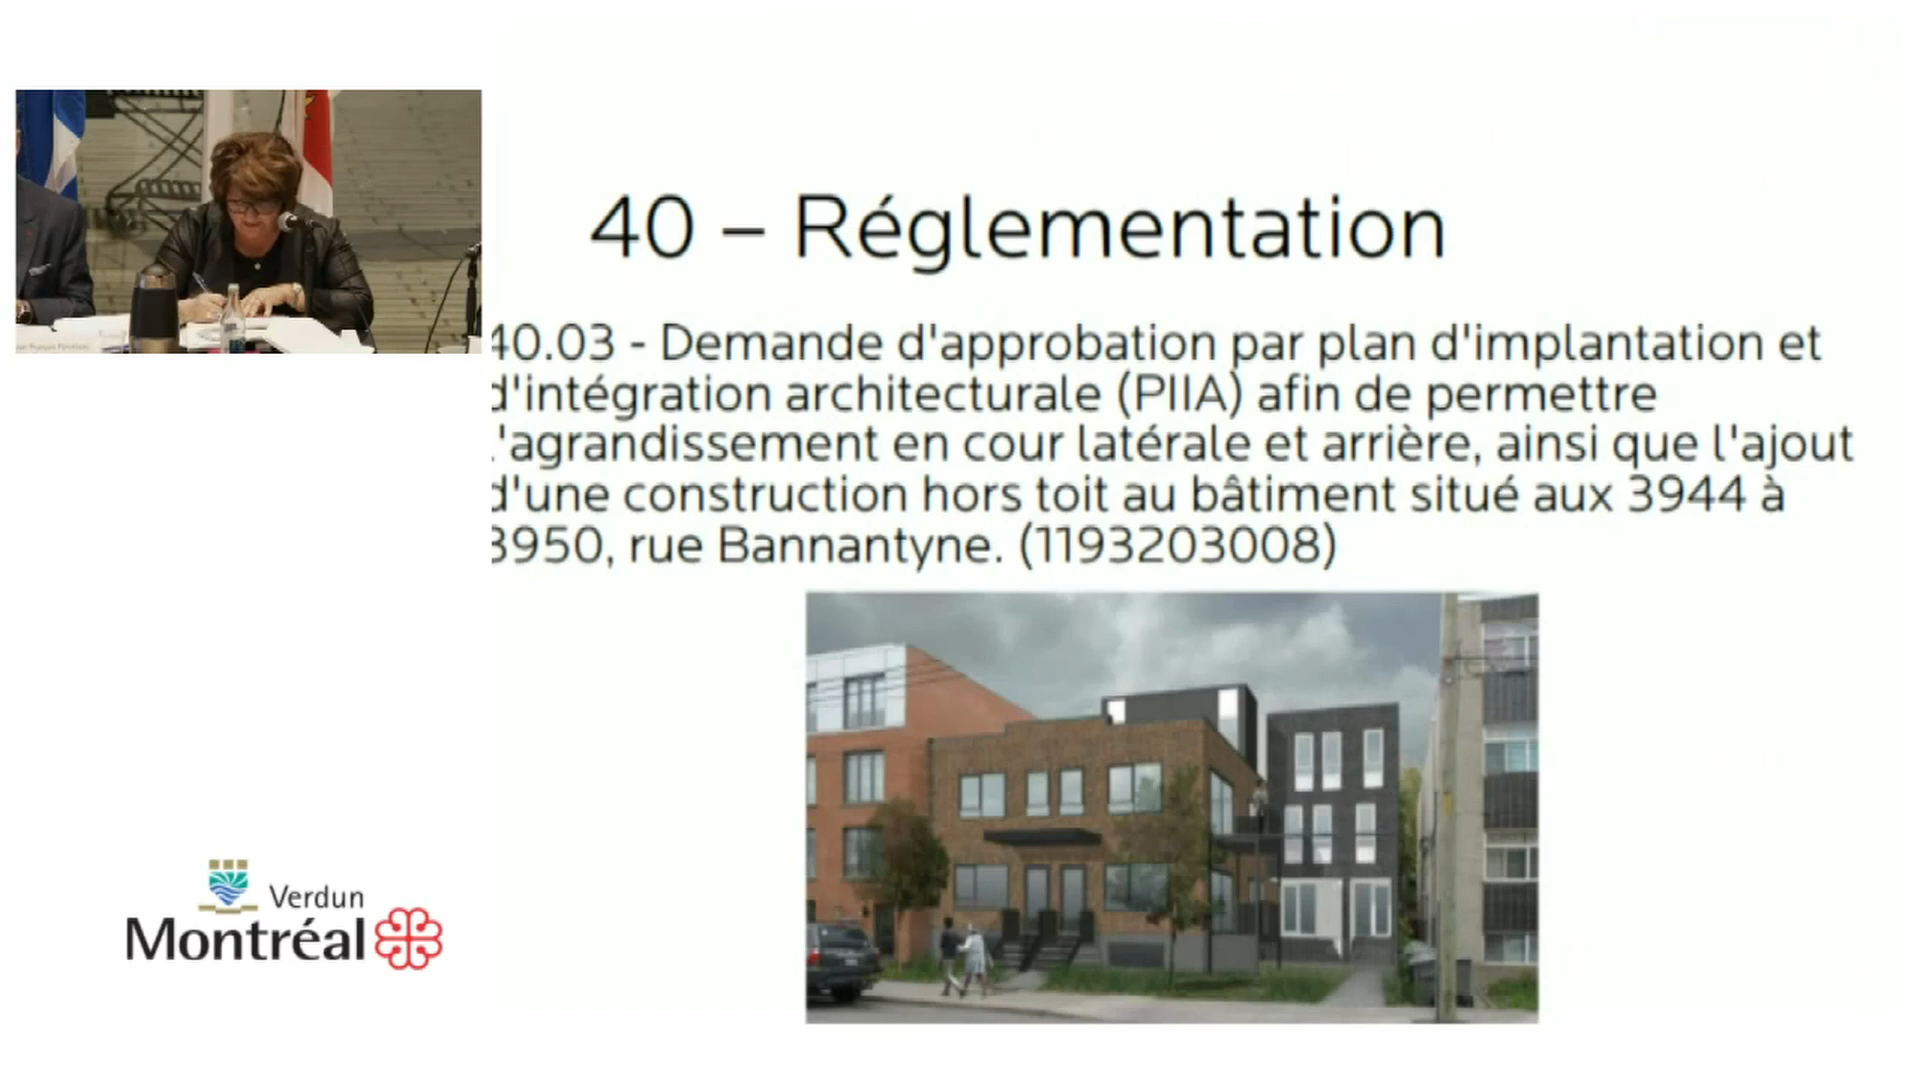 40 – Réglementation
40.03 - Demande d'approbation par plan d'implantation et
d'intégration architecturale (PIIA) afin de permettre
l'agrandissement en cour latérale et arrière, ainsi que l'ajout
d'une construction hors toit au bâtiment situé aux 3944 à
3950, rue Bannantyne. (1193203008)
Verdun
Montréal